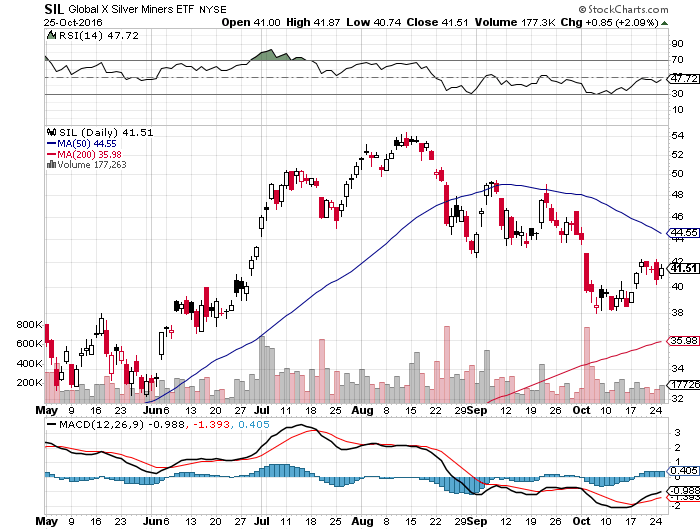 SIL Global X Silver Miners ETF NYSE © StockCharts.com
25-Oct-2016 Open 41.00 High 41.87 Low 40.74 Close 41.51 Volume 177.3K Chg +0.85 (+2.09%)
RSI(14) 47.72
90
70
50
47.72
30
10
SIL (Daily) 41.51
MA(50) 44.55
MA(200) 35.98
Volume 177,263
54
52
50
48
46
44.55
44
42
41.51
40
38
35.98
34
32
800K
600K
400K
200K
17726
May 9 16 23 Jun 6 13 20 27 Jul 11 18 25 Aug 8 15 22 29 Sep 12 19 26 Oct 10 17 24
MACD(12,26,9) -0.988, -1.393, 0.405
3
2
1
0.405
-0.988
-1.393
-2
May 9 16 23 Jun 6 13 20 27 Jul 11 18 25 Aug 8 15 22 29 Sep 12 19 26 Oct 10 17 24